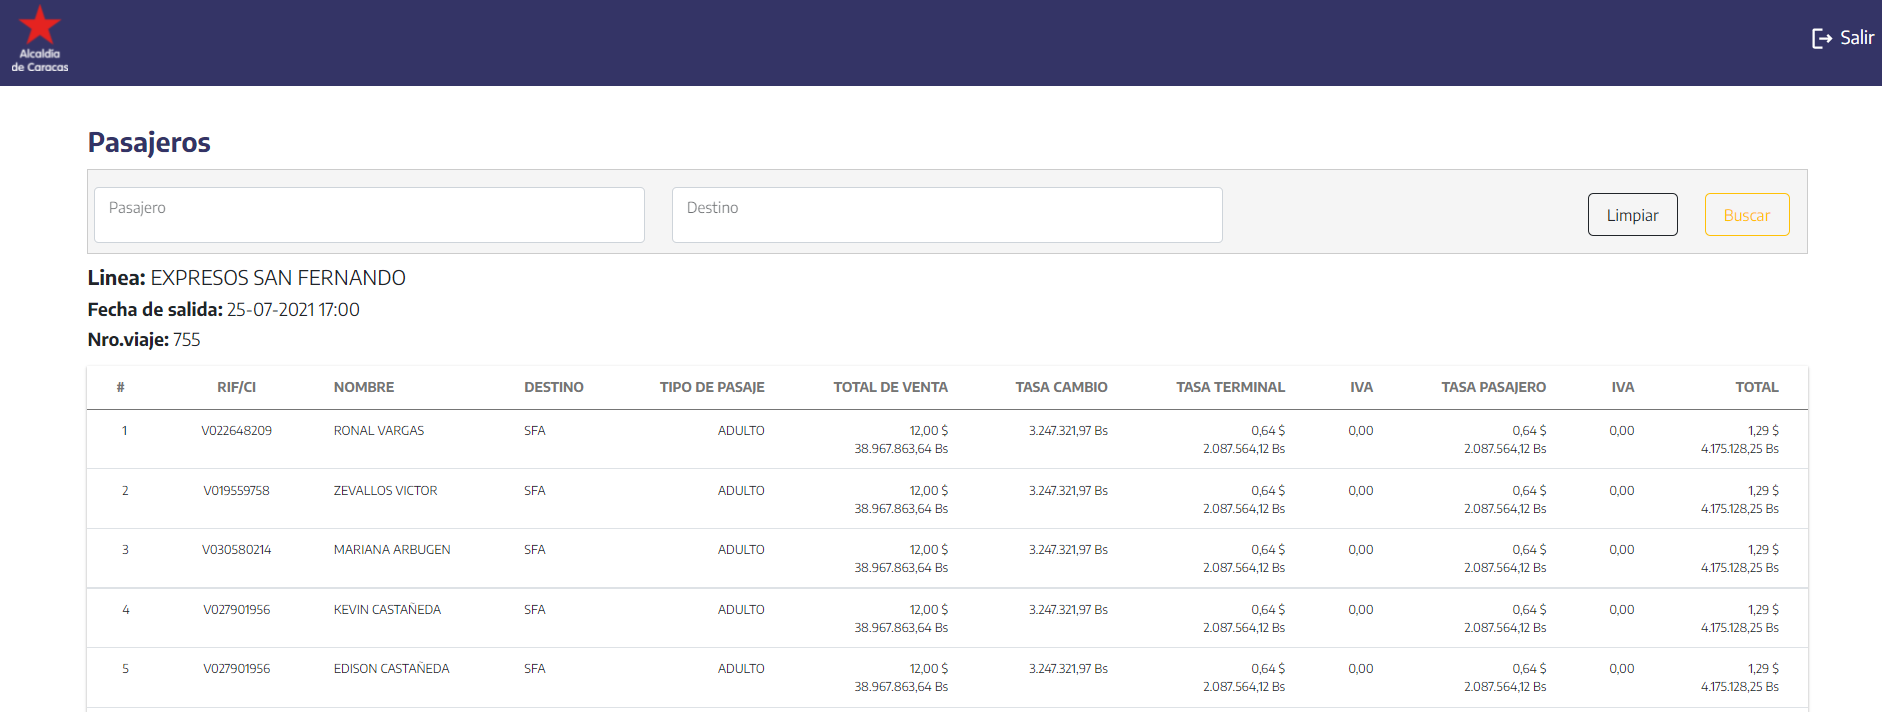 Alcaldía
de Caracas
Salir
Pasajeros
Pasajero Destino Limpiar Buscar
Linea: EXPRESOS SAN FERNANDO
Fecha de salida: 25-07-2021 17:00
Nro.viaje: 755
# RIF/CI NOMBRE DESTINO TIPO DE PASAJE TOTAL DE VENTA TASA CAMBIO TASA TERMINAL IVA TASA PASAJERO IVA TOTAL
1 V022648209 RONAL VARGAS SFA ADULTO 12,00 $ 3.247.321,97 Bs 0,64 $ 0,00 0,64 $ 0,00 1,29 $
38.967.863,64 Bs 2.087.564,12 Bs 2.087.564,12 Bs 4.175.128,25 Bs
2 V019559758 ZEVALLOS VICTOR SFA ADULTO 12,00 $ 3.247.321,97 Bs 0,64 $ 0,00 0,64 $ 0,00 1,29 $
38.967.863,64 Bs 2.087.564,12 Bs 2.087.564,12 Bs 4.175.128,25 Bs
3 V030580214 MARIANA ARBUGEN SFA ADULTO 12,00 $ 3.247.321,97 Bs 0,64 $ 0,00 0,64 $ 0,00 1,29 $
38.967.863,64 Bs 2.087.564,12 Bs 2.087.564,12 Bs 4.175.128,25 Bs
4 V027901956 KEVIN CASTAÑEDA SFA ADULTO 12,00 $ 3.247.321,97 Bs 0,64 $ 0,00 0,64 $ 0,00 1,29 $
38.967.863,64 Bs 2.087.564,12 Bs 2.087.564,12 Bs 4.175.128,25 Bs
5 V027901956 EDISON CASTAÑEDA SFA ADULTO 12,00 $ 3.247.321,97 Bs 0,64 $ 0,00 0,64 $ 0,00 1,29 $
38.967.863,64 Bs 2.087.564,12 Bs 2.087.564,12 Bs 4.175.128,25 Bs